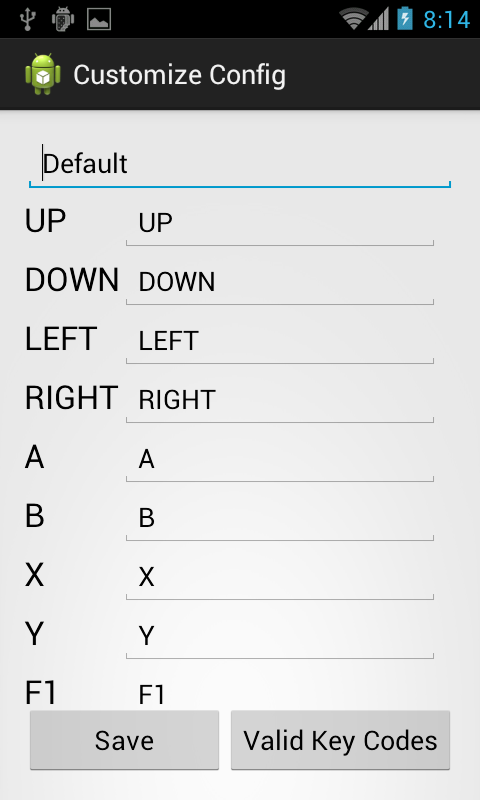 8:14
Customize Config
Default
UP UP
DOWN DOWN
LEFT LEFT
RIGHT RIGHT
A A
B B
X X
Y Y
F1 F1
Save Valid Key Codes